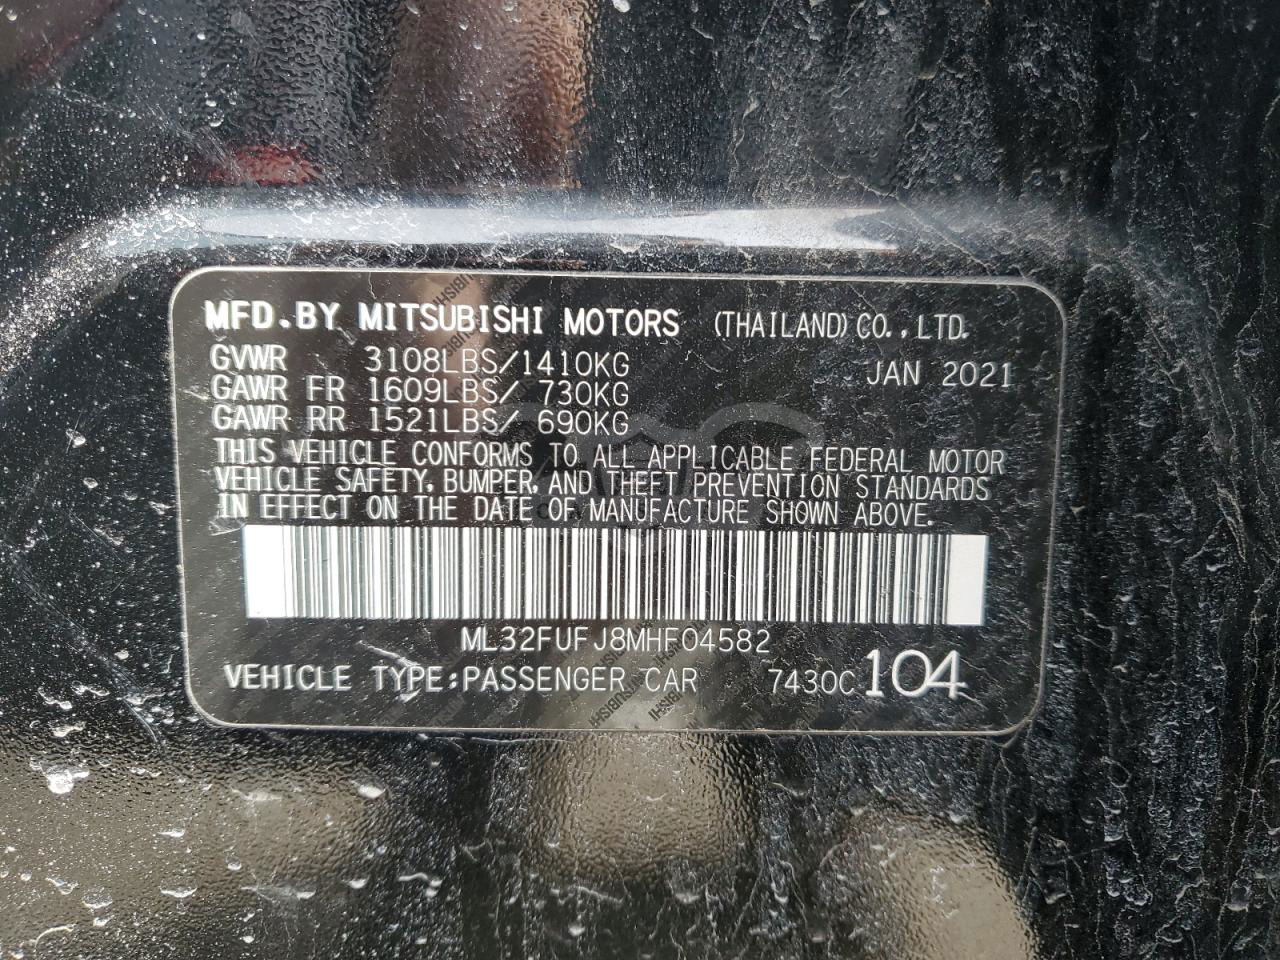 MFD.BY MITSUBISHI MOTORS (THAILAND) CO.,LTD.
GVWR 3108LBS/1410KG JAN 2021
GAWR FR 1609LBS/ 730KG
GAWR RR 1521LBS/ 690KG
THIS VEHICLE CONFORMS TO ALL APPLICABLE FEDERAL MOTOR
VEHICLE SAFETY, BUMPER, AND THEFT PREVENTION STANDARDS
IN EFFECT ON THE DATE OF MANUFACTURE SHOWN ABOVE.
ML32FUFJ8MHF04582
VEHICLE TYPE:PASSENGER CAR 7430C 104